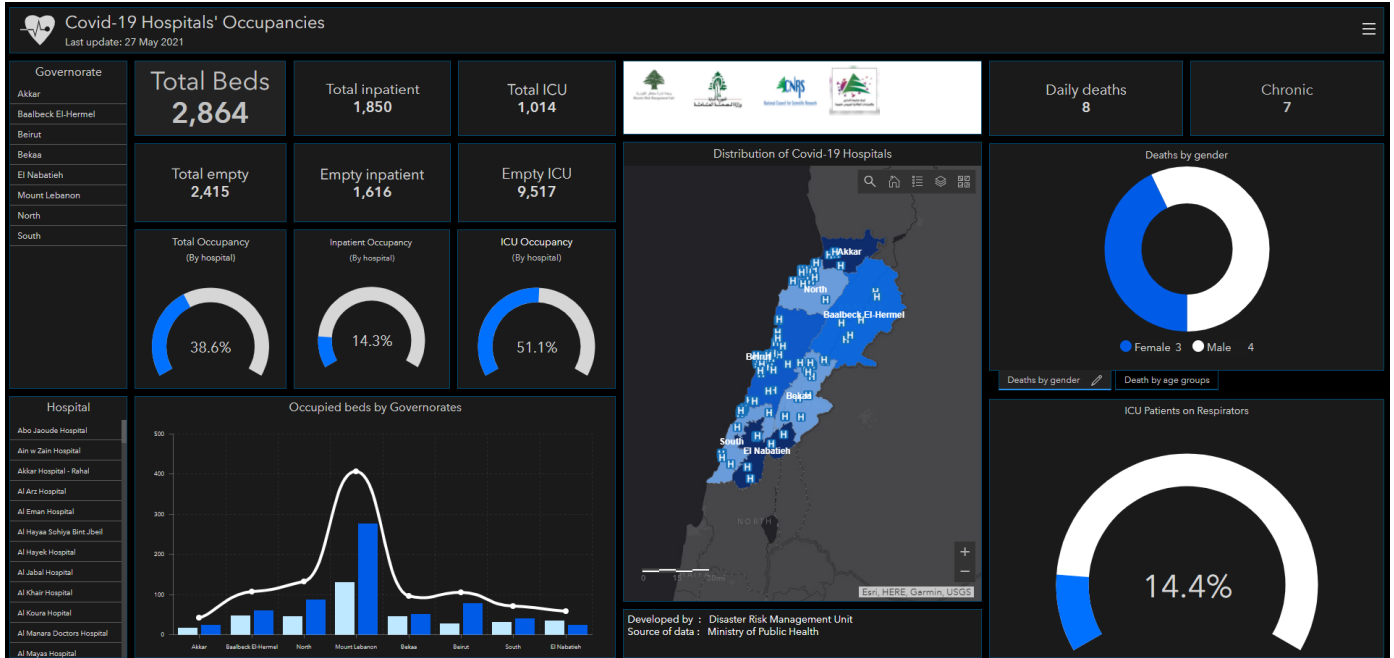 Covid-19 Hospitals' Occupancies
Last update: 27 May 2021
Governorate
Akkar
Baalbeck El-Hermel
Beirut
Bekaa
El Nabatieh
Mount Lebanon
North
South
Total Beds
2,864
Total inpatient
1,850
Total ICU
1,014
Total empty
2,415
Empty inpatient
1,616
Empty ICU
9,517
Total Occupancy
(By hospital)
38.6%
Inpatient Occupancy
(By hospital)
14.3%
ICU Occupancy
(By hospital)
51.1%
CNRS
National Council for Scientific Research
Daily deaths
8
Chronic
7
Distribution of Covid-19 Hospitals
Akkar
North
Baalbeck El-Hermel
Beirut
Bekaa
South
El Nabatieh
NORTH
0
Esri, HERE, Garmin, USGS
Developed by : Disaster Risk Management Unit
Source of data : Ministry of Public Health
Deaths by gender
Female 3 Male 4
Deaths by gender
Death by age groups
ICU Patients on Respirators
14.4%
Hospital
Abo Jaoude Hospital
Ain w Zain Hospital
Akkar Hospital - Rahal
Al Arz Hospital
Al Eman Hospital
Al Hayaa Sohiya Bint Jbeil
Al Hayek Hospital
Al Jabal Hospital
Al Khair Hospital
Al Koura Hopital
Al Manara Doctors Hospital
Al Mayas Hospital
Occupied beds by Governorates
500
400
300
200
100
0
Akkar Baalbeck El-Hermel North Mount Lebanon Bekaa Beirut South El Nabatieh